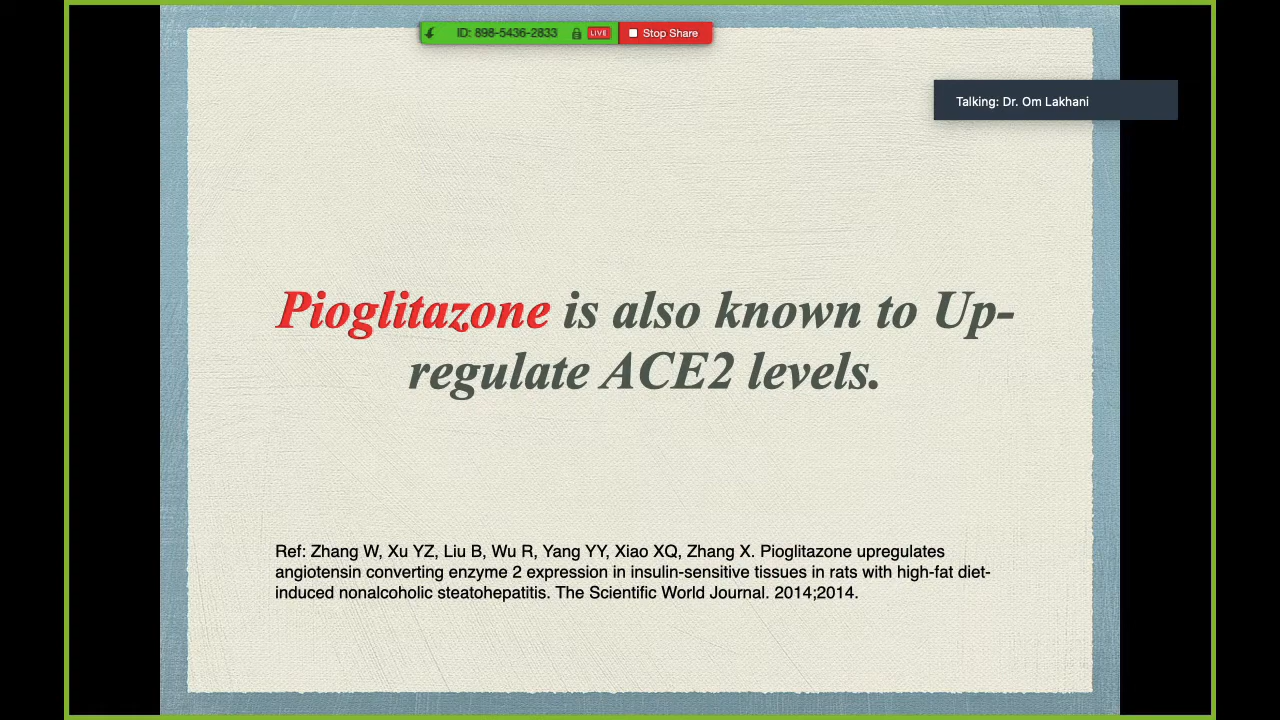 ID: 898-5436-2833 LIVE Stop Share
Talking: Dr. Om Lakhani
Pioglitazone is also known to Up-
regulate ACE2 levels.
Ref: Zhang W, Xu YZ, Liu B, Wu R, Yang YY, Xiao XQ, Zhang X. Pioglitazone upregulates
angiotensin converting enzyme 2 expression in insulin-sensitive tissues in rats with high-fat diet-
induced nonalcoholic steatohepatitis. The Scientific World Journal. 2014;2014.